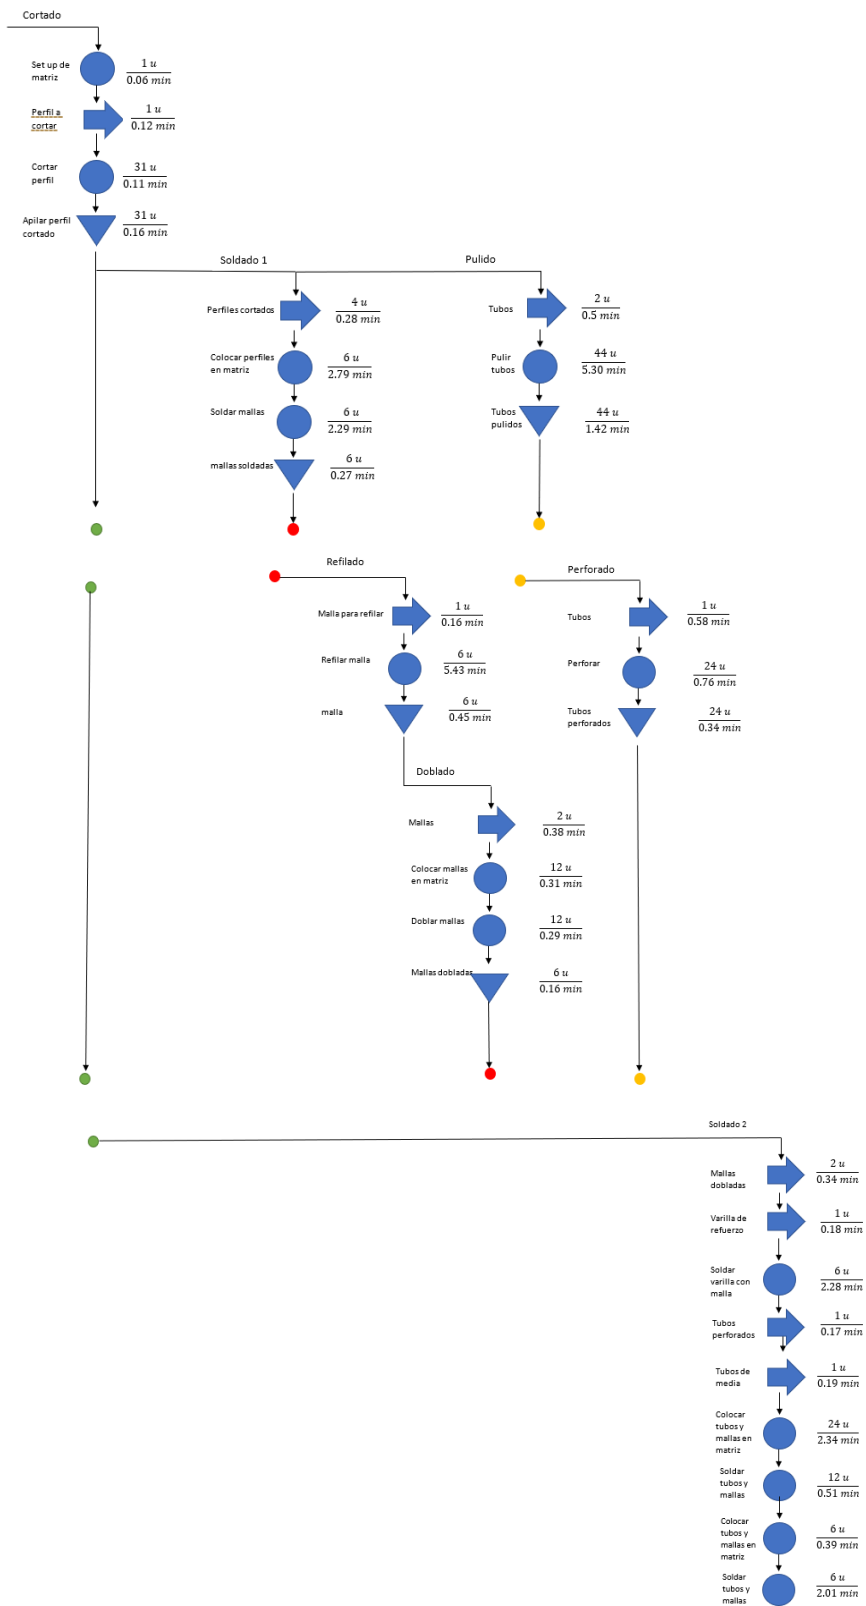 Cortado
Set up de
matriz
1 u
0.06 min
Perfil a
cortar
1 u
0.12 min
Cortar
perfil
31 u
0.11 min
Apilar perfil
cortado
31 u
0.16 min
Soldado 1
Pulido
Perfiles cortados
4 u
0.28 min
Tubos
2 u
0.5 min
Colocar perfiles
en matriz
6 u
2.79 min
Pulir
tubos
44 u
5.30 min
Soldar mallas
6 u
2.29 min
Tubos
pulidos
44 u
1.42 min
mallas soldadas
6 u
0.27 min
Refilado
Perforado
Malla para refilar
1 u
0.16 min
Tubos
1 u
0.58 min
Refilar malla
6 u
5.43 min
Perforar
24 u
0.76 min
malla
6 u
0.45 min
Tubos
perforados
24 u
0.34 min
Doblado
Mallas
2 u
0.38 min
Colocar mallas
en matriz
12 u
0.31 min
Doblar mallas
12 u
0.29 min
Mallas dobladas
6 u
0.16 min
Soldado 2
Mallas
dobladas
2 u
0.34 min
Varilla de
refuerzo
1 u
0.18 min
Soldar
varilla con
malla
6 u
2.28 min
Tubos
perforados
1 u
0.17 min
Tubos de
media
1 u
0.19 min
Colocar
tubos y
mallas en
matriz
24 u
2.34 min
Soldar
tubos y
mallas
12 u
0.51 min
Colocar
tubos y
mallas en
matriz
6 u
0.39 min
Soldar
tubos y
mallas
6 u
2.01 min